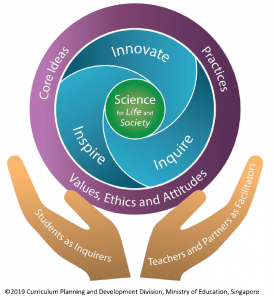 Core Ideas
Practices
Values, Ethics and Attitudes
Innovate
Inspire
Inquire
Science
for Life and
Society
Students as Inquirers
Teachers and Partners as Facilitators
©2019 Curriculum Planning and Development Division, Ministry of Education, Singapore